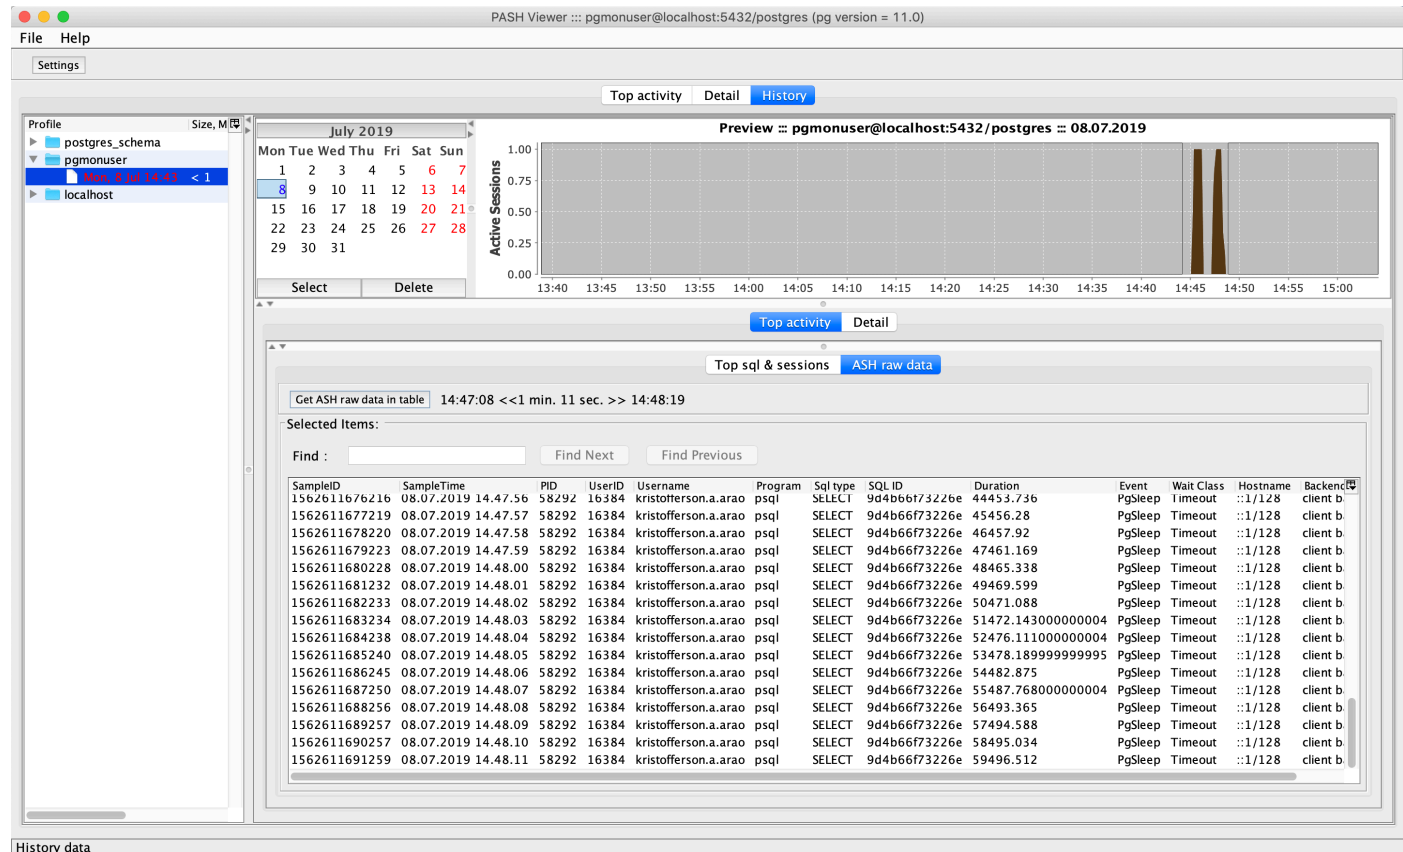 PASH Viewer ::: pgmonuser@localhost:5432/postgres (pg version = 11.0)
File Help
Settings
Top activity Detail History
Profile Size, M
postgres_schema
pgmonuser
Mon, 8 Jul 14:43 < 1
localhost
July 2019
Mon Tue Wed Thu Fri Sat Sun
1 2 3 4 5 6 7
8 9 10 11 12 13 14
15 16 17 18 19 20 21
22 23 24 25 26 27 28
29 30 31
Select Delete
Preview ::: pgmonuser@localhost:5432/postgres ::: 08.07.2019
Active Sessions
1.00
0.75
0.50
0.25
0.00
13:40 13:45 13:50 13:55 14:00 14:05 14:10 14:15 14:20 14:25 14:30 14:35 14:40 14:45 14:50 14:55 15:00
Top activity Detail
Top sql & sessions ASH raw data
Get ASH raw data in table 14:47:08 <<1 min. 11 sec. >> 14:48:19
Selected Items:
Find : Find Next Find Previous
SampleID SampleTime PID UserID Username Program Sql type SQL ID Duration Event Wait Class Hostname Backend
1562611676216 08.07.2019 14.47.56 58292 16384 kristofferson.a.arao psql SELECT 9d4b66f73226e 44453.736 PgSleep Timeout ::1/128 client b
1562611677219 08.07.2019 14.47.57 58292 16384 kristofferson.a.arao psql SELECT 9d4b66f73226e 45456.28 PgSleep Timeout ::1/128 client b
1562611678220 08.07.2019 14.47.58 58292 16384 kristofferson.a.arao psql SELECT 9d4b66f73226e 46457.92 PgSleep Timeout ::1/128 client b
1562611679223 08.07.2019 14.47.59 58292 16384 kristofferson.a.arao psql SELECT 9d4b66f73226e 47461.169 PgSleep Timeout ::1/128 client b
1562611680228 08.07.2019 14.48.00 58292 16384 kristofferson.a.arao psql SELECT 9d4b66f73226e 48465.338 PgSleep Timeout ::1/128 client b
1562611681232 08.07.2019 14.48.01 58292 16384 kristofferson.a.arao psql SELECT 9d4b66f73226e 49469.599 PgSleep Timeout ::1/128 client b
1562611682233 08.07.2019 14.48.02 58292 16384 kristofferson.a.arao psql SELECT 9d4b66f73226e 50471.088 PgSleep Timeout ::1/128 client b
1562611683234 08.07.2019 14.48.03 58292 16384 kristofferson.a.arao psql SELECT 9d4b66f73226e 51472.143000000004 PgSleep Timeout ::1/128 client b
1562611684238 08.07.2019 14.48.04 58292 16384 kristofferson.a.arao psql SELECT 9d4b66f73226e 52476.111000000004 PgSleep Timeout ::1/128 client b
1562611685240 08.07.2019 14.48.05 58292 16384 kristofferson.a.arao psql SELECT 9d4b66f73226e 53478.189999999995 PgSleep Timeout ::1/128 client b
1562611686245 08.07.2019 14.48.06 58292 16384 kristofferson.a.arao psql SELECT 9d4b66f73226e 54482.875 PgSleep Timeout ::1/128 client b
1562611687250 08.07.2019 14.48.07 58292 16384 kristofferson.a.arao psql SELECT 9d4b66f73226e 55487.768000000004 PgSleep Timeout ::1/128 client b
1562611688256 08.07.2019 14.48.08 58292 16384 kristofferson.a.arao psql SELECT 9d4b66f73226e 56493.365 PgSleep Timeout ::1/128 client b
1562611689257 08.07.2019 14.48.09 58292 16384 kristofferson.a.arao psql SELECT 9d4b66f73226e 57494.588 PgSleep Timeout ::1/128 client b
1562611690257 08.07.2019 14.48.10 58292 16384 kristofferson.a.arao psql SELECT 9d4b66f73226e 58495.034 PgSleep Timeout ::1/128 client b
1562611691259 08.07.2019 14.48.11 58292 16384 kristofferson.a.arao psql SELECT 9d4b66f73226e 59496.512 PgSleep Timeout ::1/128 client b
History data